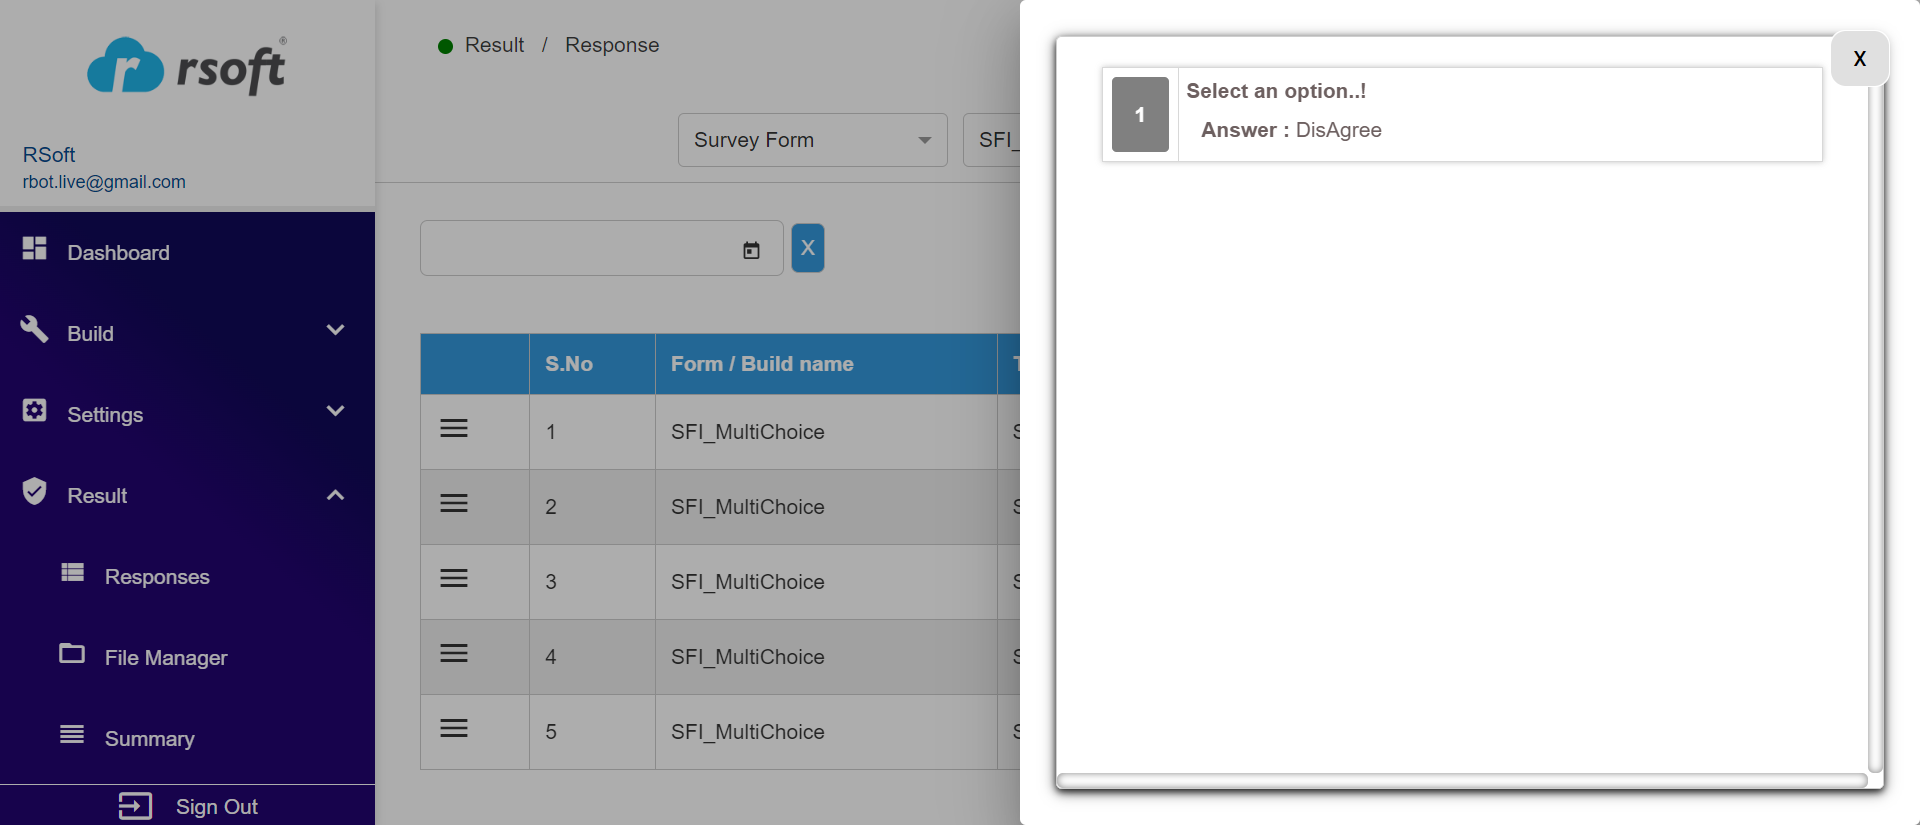 rsoft
RSoft
rbot.live@gmail.com
Dashboard
Build
Settings
Result
Responses
File Manager
Summary
Sign Out
Result / Response
Survey Form
SFI_
X
S.No Form / Build name
1 SFI_MultiChoice
2 SFI_MultiChoice
3 SFI_MultiChoice
4 SFI_MultiChoice
5 SFI_MultiChoice
X
1 Select an option..!
Answer : DisAgree